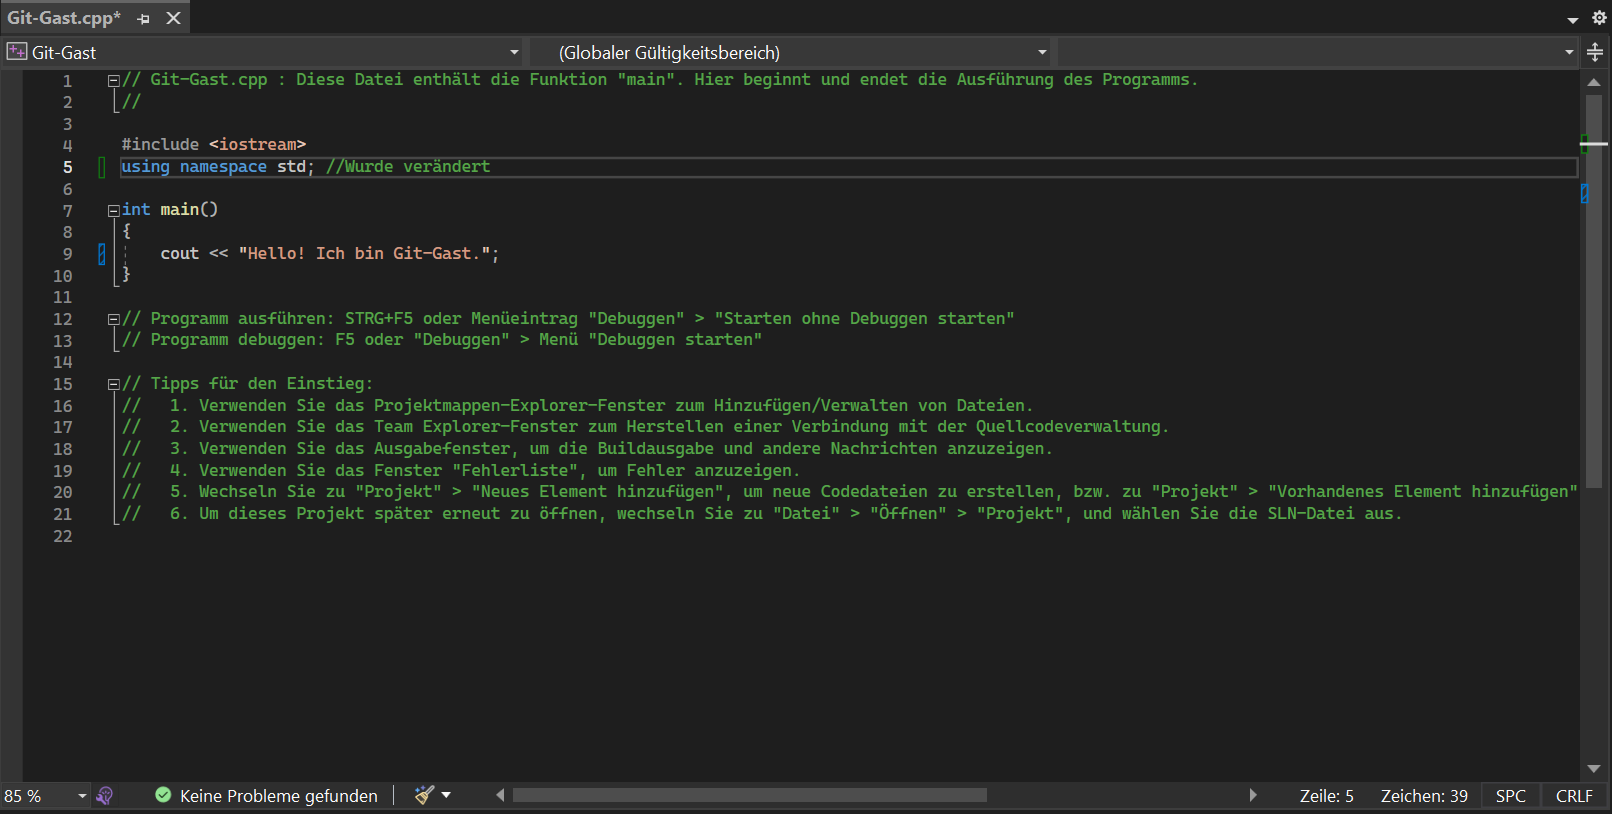 Git-Gast.cpp*
Git-Gast
(Globaler Gültigkeitsbereich)
1 // Git-Gast.cpp : Diese Datei enthält die Funktion "main". Hier beginnt und endet die Ausführung des Programms.
2 //
3
4 #include <iostream>
5 using namespace std; //Wurde verändert
6
7 int main()
8 {
9 cout << "Hello! Ich bin Git-Gast.";
10 }
11
12 // Programm ausführen: STRG+F5 oder Menüeintrag "Debuggen" > "Starten ohne Debuggen starten"
13 // Programm debuggen: F5 oder "Debuggen" > Menü "Debuggen starten"
14
15 // Tipps für den Einstieg:
16 // 1. Verwenden Sie das Projektmappen-Explorer-Fenster zum Hinzufügen/Verwalten von Dateien.
17 // 2. Verwenden Sie das Team Explorer-Fenster zum Herstellen einer Verbindung mit der Quellcodeverwaltung.
18 // 3. Verwenden Sie das Ausgabefenster, um die Buildausgabe und andere Nachrichten anzuzeigen.
19 // 4. Verwenden Sie das Fenster "Fehlerliste", um Fehler anzuzeigen.
20 // 5. Wechseln Sie zu "Projekt" > "Neues Element hinzufügen", um neue Codedateien zu erstellen, bzw. zu "Projekt" > "Vorhandenes Element hinzufügen"
21 // 6. Um dieses Projekt später erneut zu öffnen, wechseln Sie zu "Datei" > "Öffnen" > "Projekt", und wählen Sie die SLN-Datei aus.
22
85 % Keine Probleme gefunden Zeile: 5 Zeichen: 39 SPC CRLF